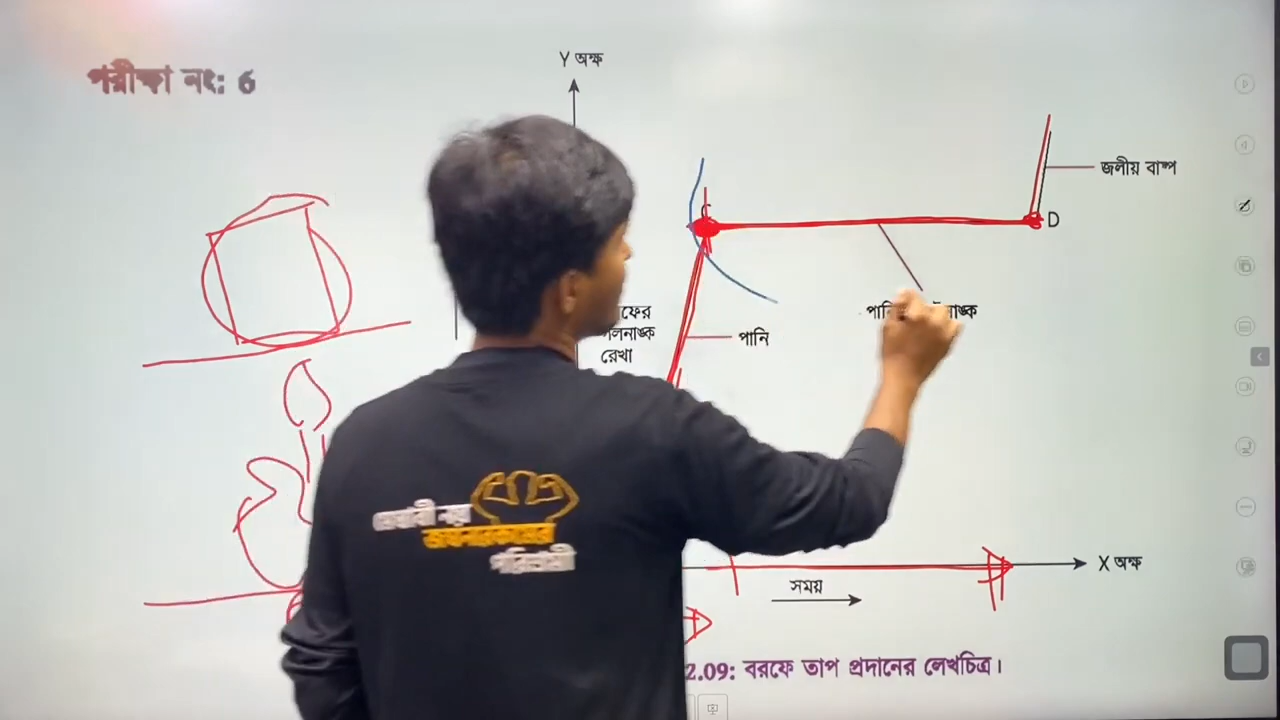 পরীক্ষা নং: 6
Y অক্ষ
জলীয় বাষ্প
D
রেখা
পানি
X অক্ষ
সময়
2.09: বরফে তাপ প্রদানের লেখচিত্র।